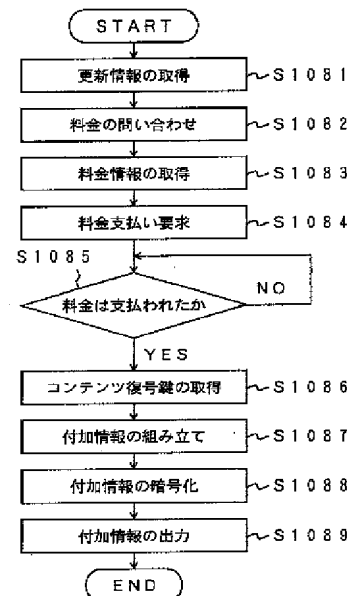 START
更新情報の取得 S1081
料金の問い合わせ S1082
料金情報の取得 S1083
料金支払い要求 S1084
S1085
料金は支払われたか NO
YES
コンテンツ復号鍵の取得 S1086
付加情報の組み立て S1087
付加情報の暗号化 S1088
付加情報の出力 S1089
END